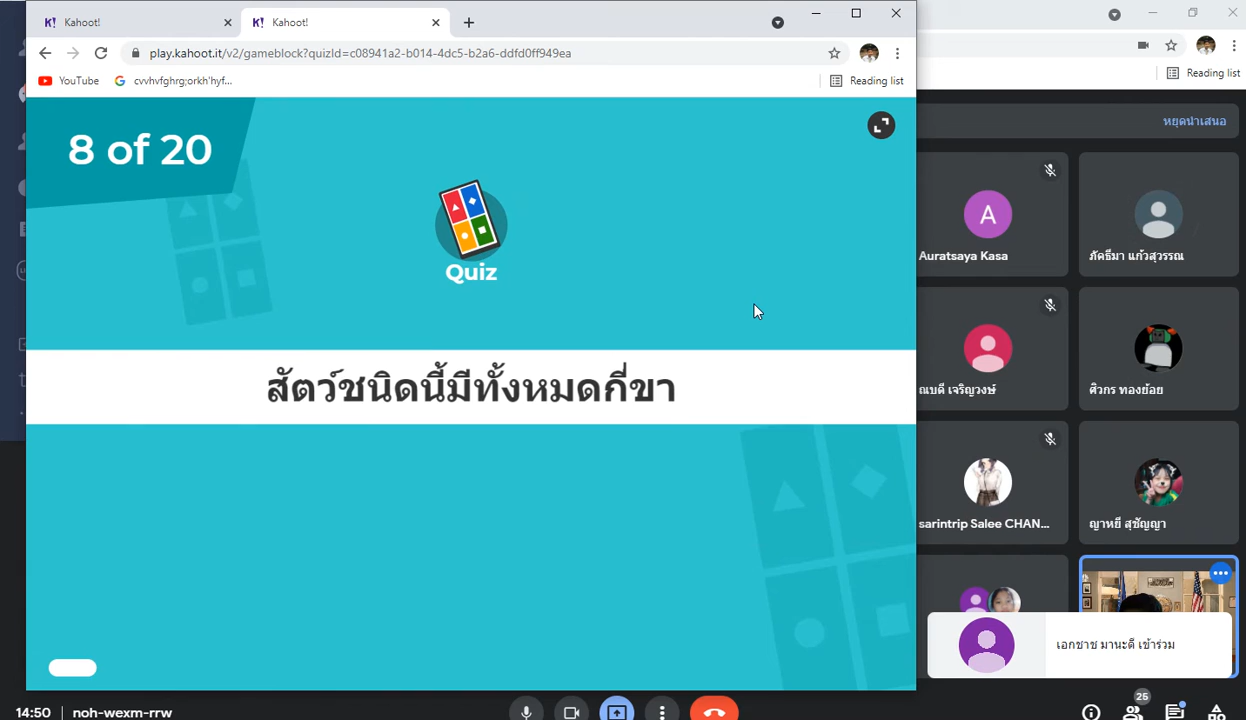 Kahoot!
Kahoot!
play.kahoot.it/v2/gameblock?quizId=c08941a2-b014-4dc5-b2a6-ddfd0ff949ea
YouTube
cvvhvfghrg;orkh'hyf...
Reading list
Reading list
8 of 20
Quiz
สัตว์ชนิดนี้มีทั้งหมดกี่ขา
หยุดนำเสนอ
A
Auratsaya Kasa
ภัคธีมา แก้วสุวรรณ
ณบดี เจริญวงษ์
ศิวกร ทองย้อย
sarintrip Salee CHAN...
ญาหยี สุชัญญา
เอกชาช มานะดี เข้าร่วม
14:50
noh-wexm-rrw
25